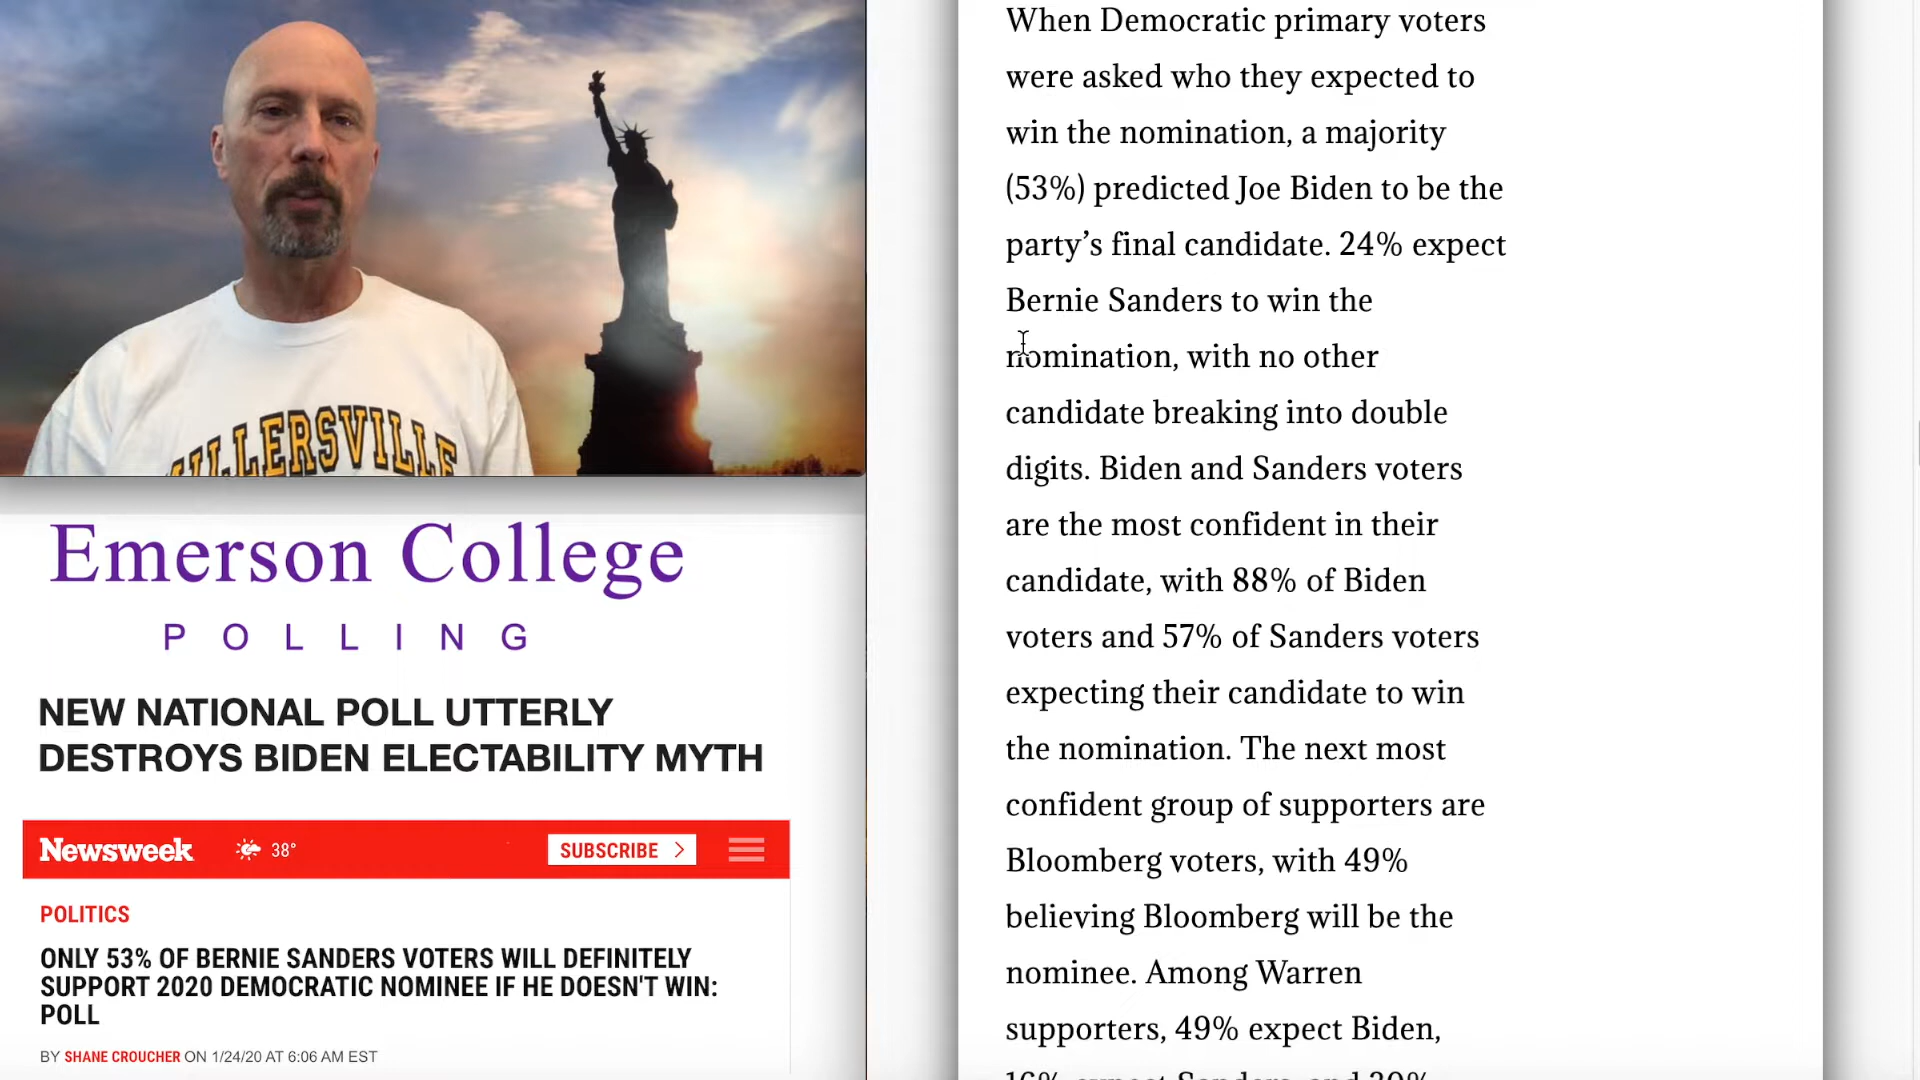 When Democratic primary voters
were asked who they expected to
win the nomination, a majority
(53%) predicted Joe Biden to be the
party’s final candidate. 24% expect
Bernie Sanders to win the
nomination, with no other
candidate breaking into double
digits. Biden and Sanders voters
are the most confident in their
candidate, with 88% of Biden
voters and 57% of Sanders voters
expecting their candidate to win
the nomination. The next most
confident group of supporters are
Bloomberg voters, with 49%
believing Bloomberg will be the
nominee. Among Warren
supporters, 49% expect Biden,
16% expect Sanders, and 20%
ILLERSVILLE
Emerson College
POLLING
NEW NATIONAL POLL UTTERLY
DESTROYS BIDEN ELECTABILITY MYTH
Newsweek 38° SUBSCRIBE
POLITICS
ONLY 53% OF BERNIE SANDERS VOTERS WILL DEFINITELY
SUPPORT 2020 DEMOCRATIC NOMINEE IF HE DOESN'T WIN:
POLL
BY SHANE CROUCHER ON 1/24/20 AT 6:06 AM EST